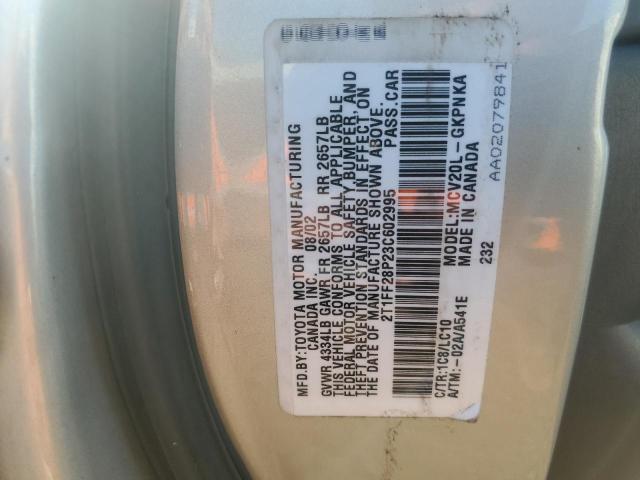 MFD.BY:TOYOTA MOTOR MANUFACTURING
CANADA INC. 08/02
GVWR 4334LB GAWR FR 2657LB RR 2657LB
THIS VEHICLE CONFORMS TO ALL APPLICABLE
FEDERAL MOTOR VEHICLE SAFETY, BUMPER, AND
THEFT PREVENTION STANDARDS IN EFFECT ON
THE DATE OF MANUFACTURE SHOWN ABOVE.
2T1FF28P23C602995 PASS.CAR
C/TR:1C8/LC10 MODEL:MCV20L-GKPNKA
A/TM:-02A/A541E MADE IN CANADA
232
AA02079841